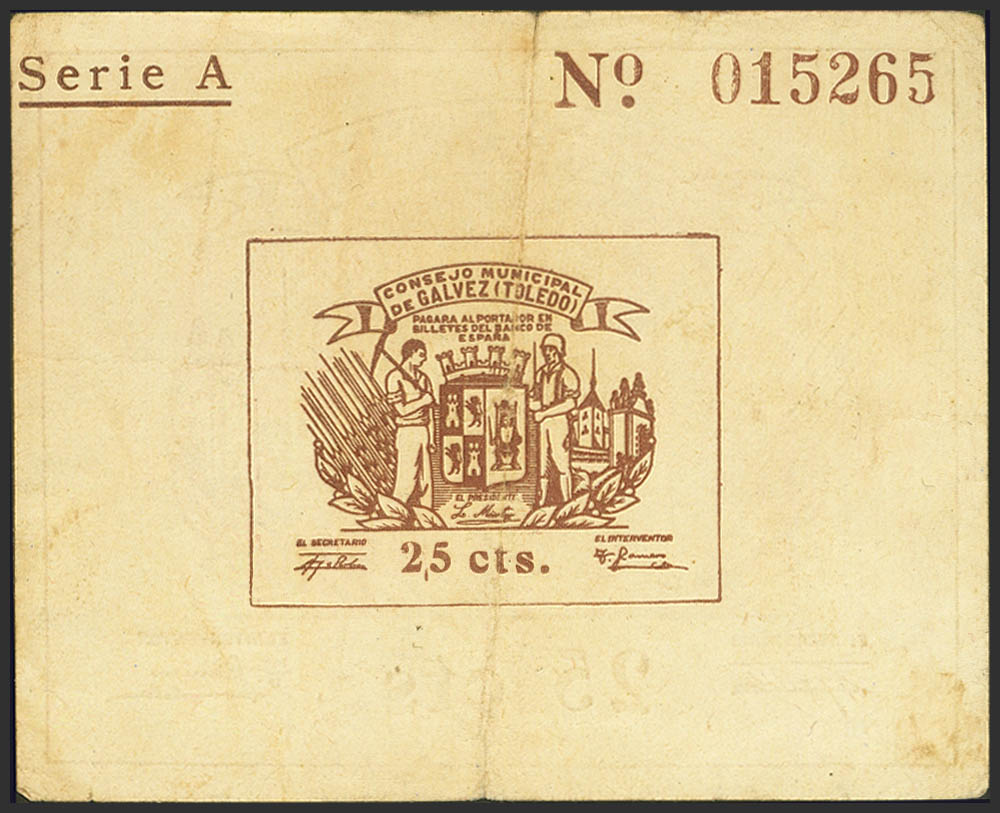 Serie A
Nº. 015265
CONSEJO MUNICIPAL
DE GALVEZ (TOLEDO)
PAGARA AL PORTADOR EN
BILLETES DEL BANCO DE
ESPAÑA
EL PRESIDENTE
EL SECRETARIO
EL INTERVENTOR
25 cts.